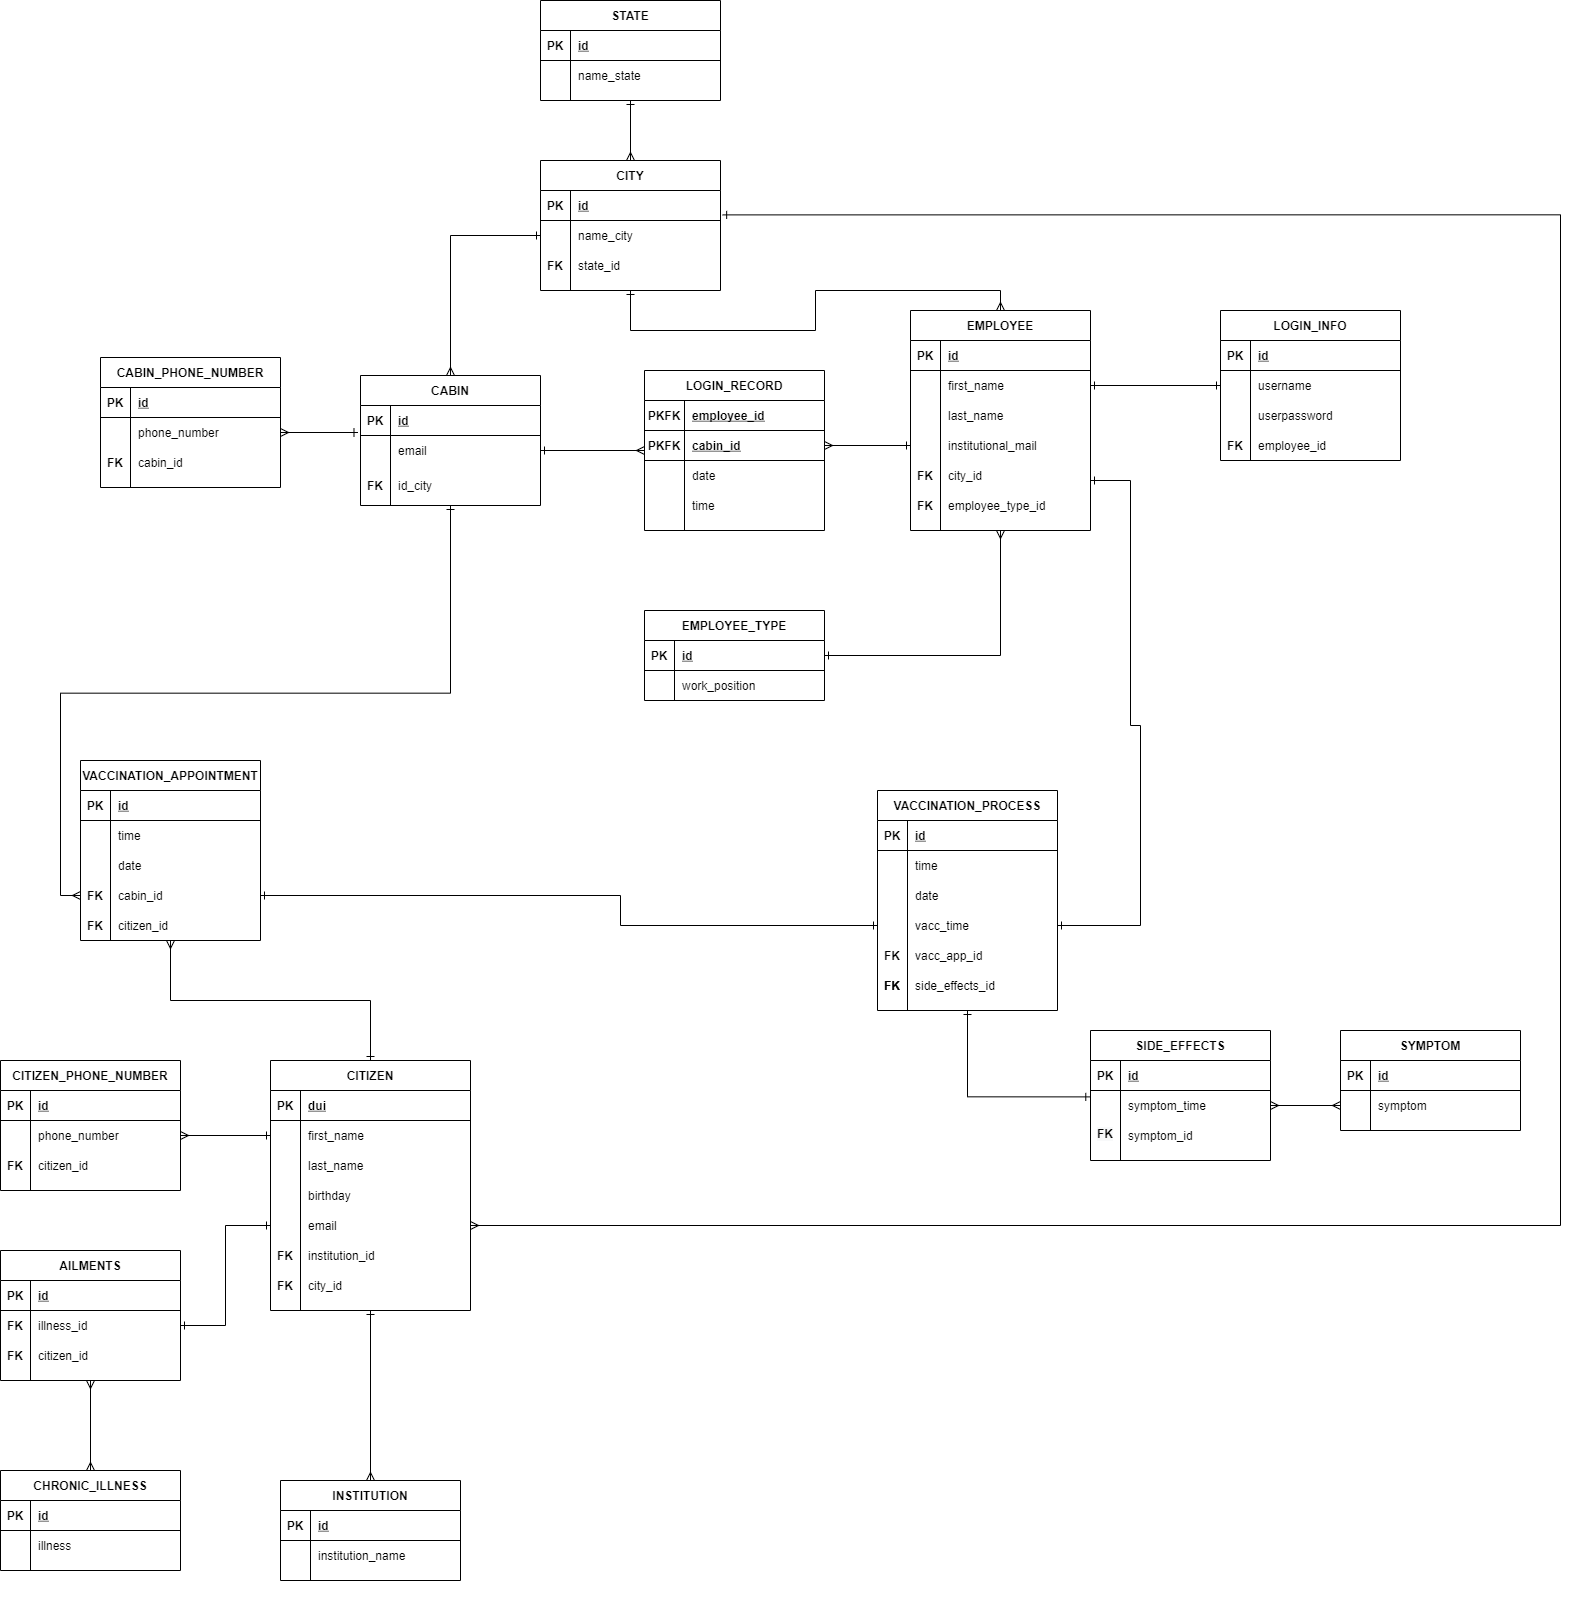 STATE
PK id
name_state
CITY
PK id
name_city
FK state_id
EMPLOYEE
PK id
first_name
last_name
institutional_mail
FK city_id
FK employee_type_id
LOGIN_INFO
PK id
username
userpassword
FK employee_id
CABIN_PHONE_NUMBER
PK id
phone_number
FK cabin_id
CABIN
PK id
email
FK id_city
LOGIN_RECORD
PKFK employee_id
PKFK cabin_id
date
time
EMPLOYEE_TYPE
PK id
work_position
VACCINATION_APPOINTMENT
PK id
time
date
FK cabin_id
FK citizen_id
VACCINATION_PROCESS
PK id
time
date
vacc_time
FK vacc_app_id
FK side_effects_id
SIDE_EFFECTS
PK id
symptom_time
FK symptom_id
SYMPTOM
PK id
symptom
CITIZEN_PHONE_NUMBER
PK id
phone_number
FK citizen_id
CITIZEN
PK dui
first_name
last_name
birthday
email
FK institution_id
FK city_id
AILMENTS
PK id
FK illness_id
FK citizen_id
CHRONIC_ILLNESS
PK id
illness
INSTITUTION
PK id
institution_name